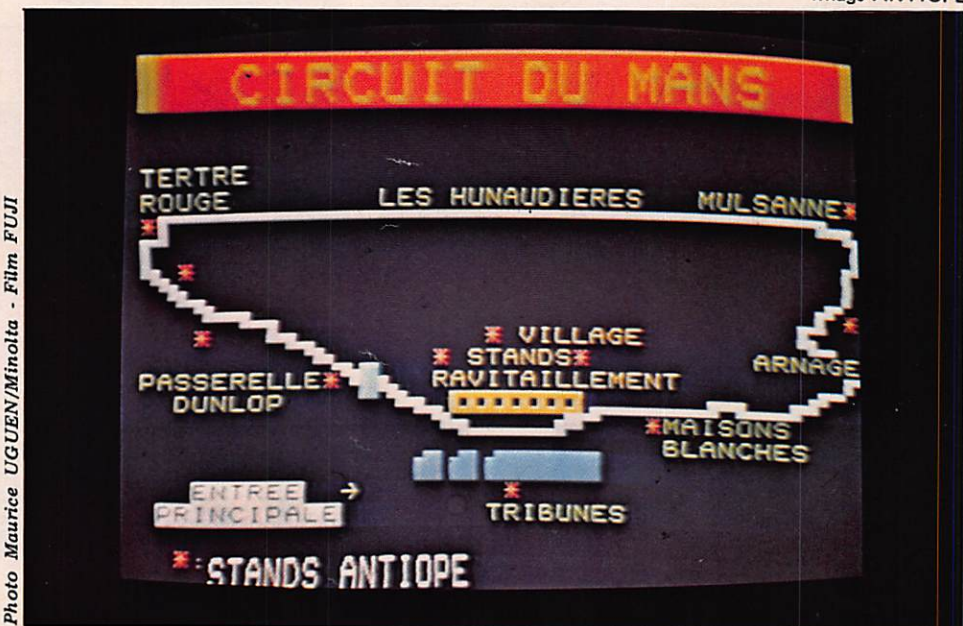 CIRCUIT DU MANS
TERTRE
ROUGE
LES HUNAUDIERES
MULSANNE*
* VILLAGE
* STANDS*
RAVITAILLEMENT
ARNAGE
PASSERELLE*
DUNLOP
*MAISONS
BLANCHES
ENTREE →
PRINCIPALE
TRIBUNES
*: STANDS ANTIOPE
Photo Maurice UGUEN/Minolta - Film FUJI